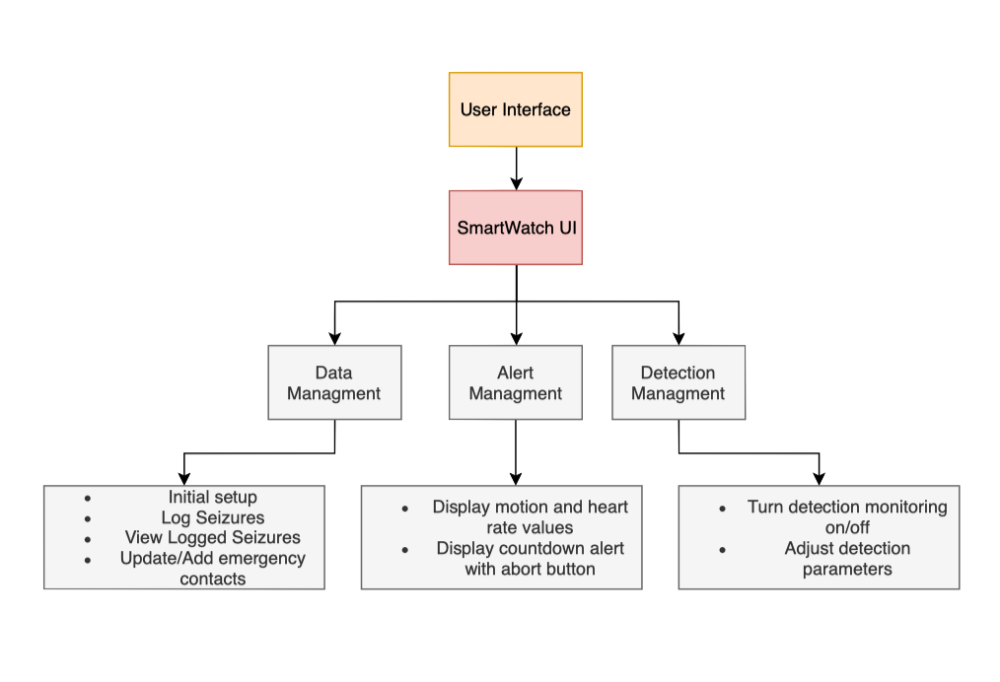 User Interface
SmartWatch UI
Data
Managment
Alert
Managment
Detection
Managment
• Initial setup
• Log Seizures
• View Logged Seizures
• Update/Add emergency
contacts
• Display motion and heart
rate values
• Display countdown alert
with abort button
• Turn detection monitoring
on/off
• Adjust detection
parameters